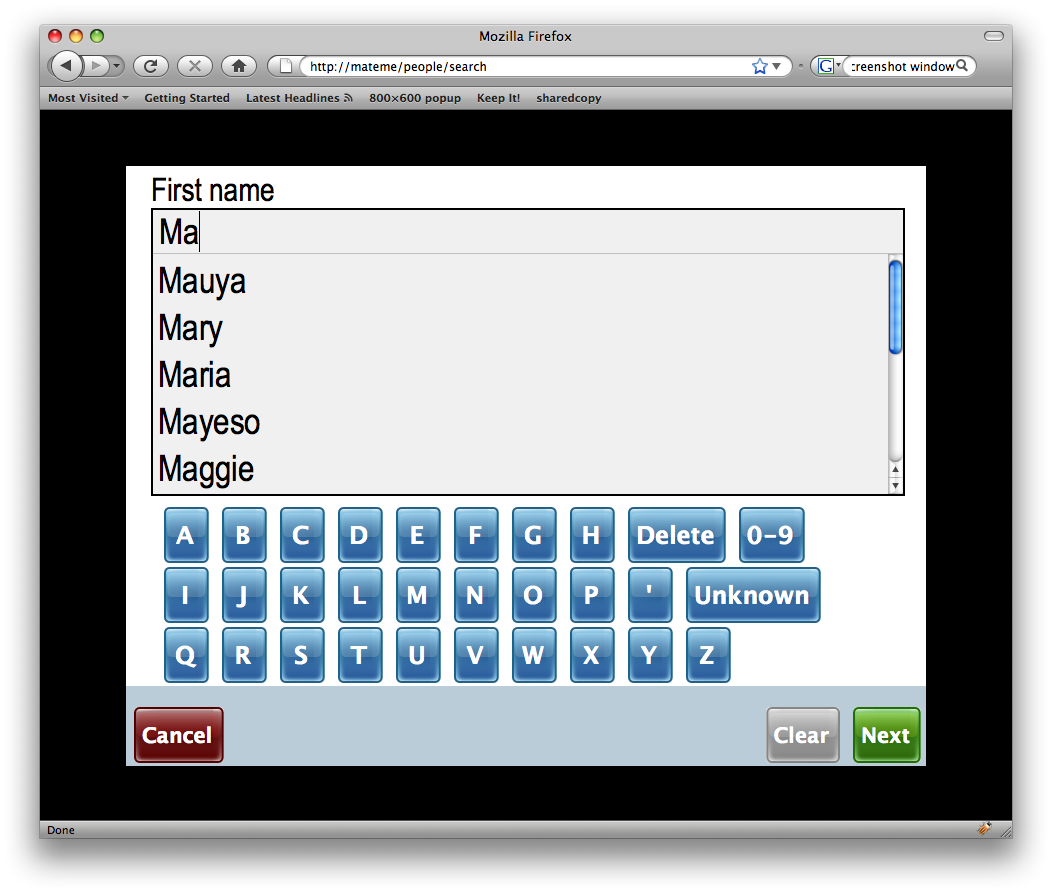 Mozilla Firefox
http://mateme/people/search
G
:reenshot window
Most Visited Getting Started Latest Headlines 800×600 popup Keep It! sharedcopy
First name
Ma
Mauya
Mary
Maria
Mayeso
Maggie
A B C D E F G H Delete 0-9
I J K L M N O P ' Unknown
Q R S T U V W X Y Z
Cancel Clear Next
Done